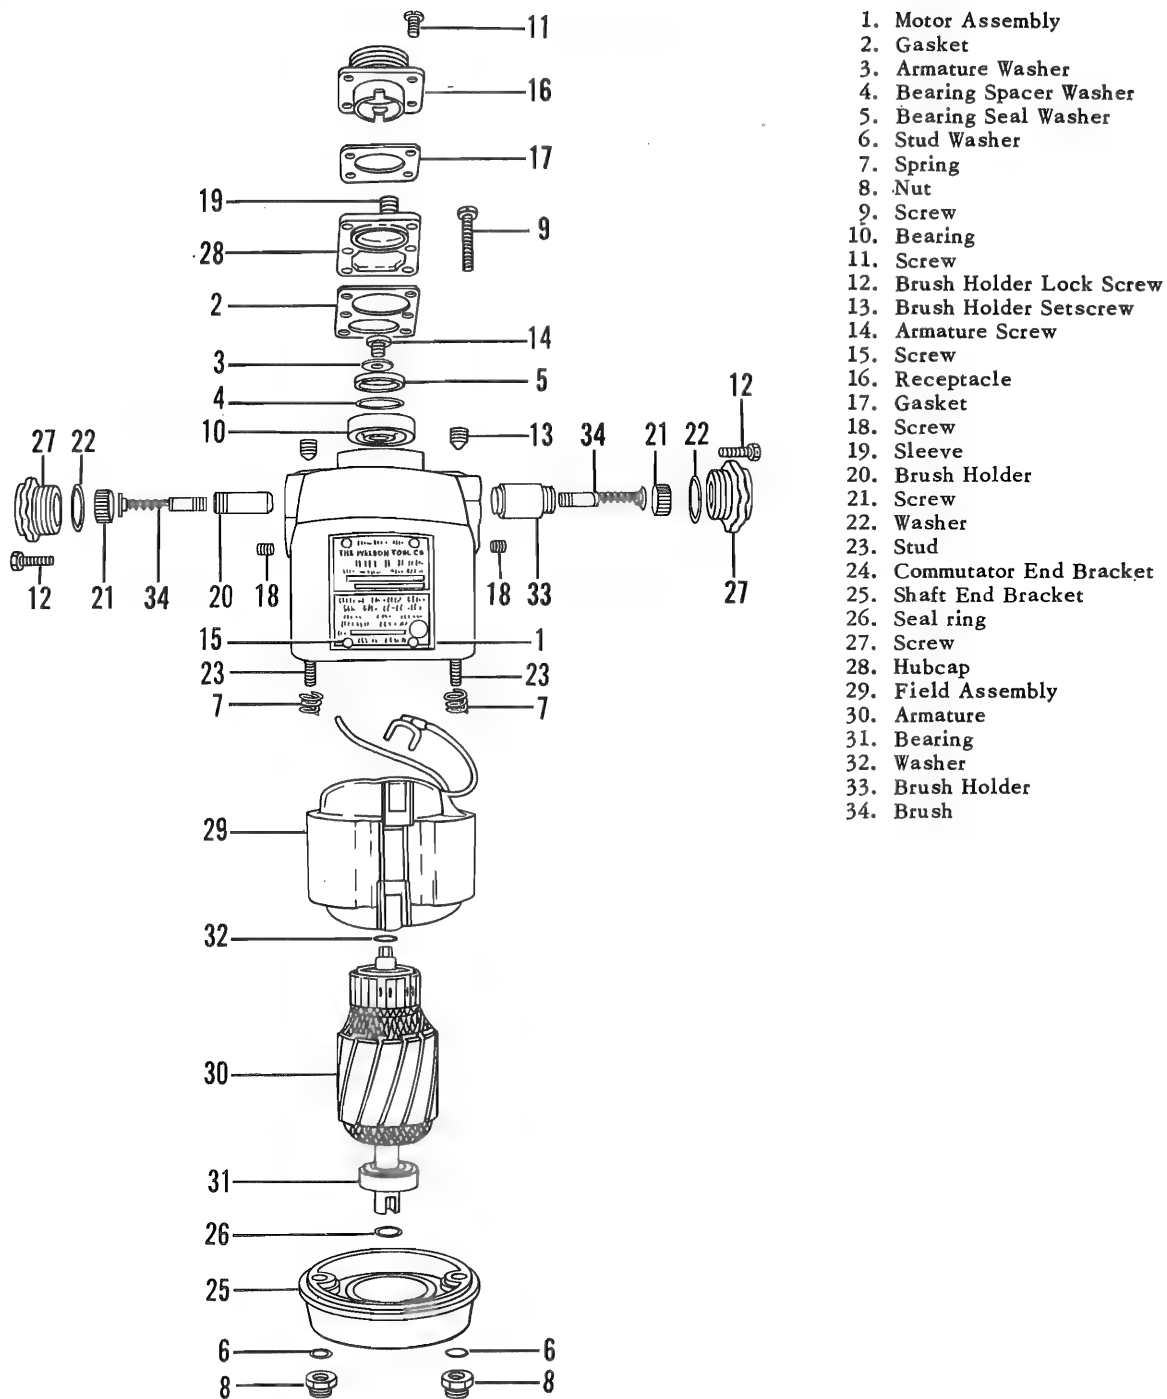 11
16
17
19
9
28
2
14
3
5
4
12
10
13
34
21
22
27
22
12
21
34
20
18
18
33
27
THE WELDON TOOL CO
15
1
23
23
7
7
29
32
30
31
26
25
6
6
8
8
1. Motor Assembly
2. Gasket
3. Armature Washer
4. Bearing Spacer Washer
5. Bearing Seal Washer
6. Stud Washer
7. Spring
8. Nut
9. Screw
10. Bearing
11. Screw
12. Brush Holder Lock Screw
13. Brush Holder Setscrew
14. Armature Screw
15. Screw
16. Receptacle
17. Gasket
18. Screw
19. Sleeve
20. Brush Holder
21. Screw
22. Washer
23. Stud
24. Commutator End Bracket
25. Shaft End Bracket
26. Seal ring
27. Screw
28. Hubcap
29. Field Assembly
30. Armature
31. Bearing
32. Washer
33. Brush Holder
34. Brush